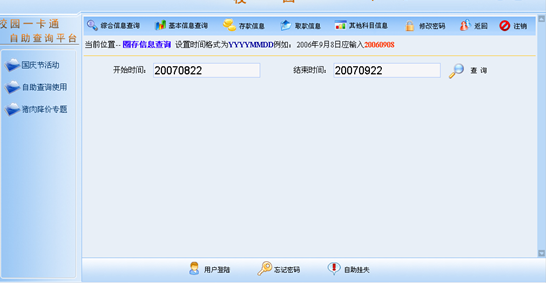 校园一卡通
自助查询平台
综合信息查询 基本信息查询 存款信息 取款信息 其他科目信息 修改密码 返回 注销
当前位置-- 圈存信息查询 设置时间格式为YYYYMMDD例如：2006年9月8日应输入20060908
开始时间： 20070822 结束时间： 20070922 查 询
国庆节活动
自助查询使用
猪肉降价专题
用户登陆 忘记密码 自助挂失